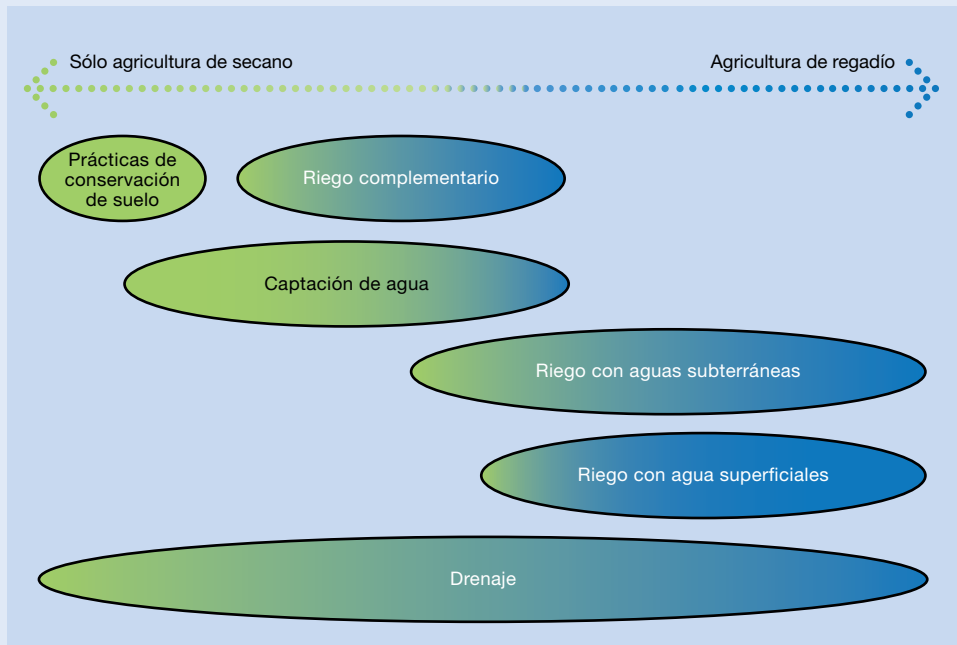 Sólo agricultura de secano
Agricultura de regadío
Prácticas de
conservación
de suelo
Riego complementario
Captación de agua
Riego con aguas subterráneas
Riego con agua superficiales
Drenaje